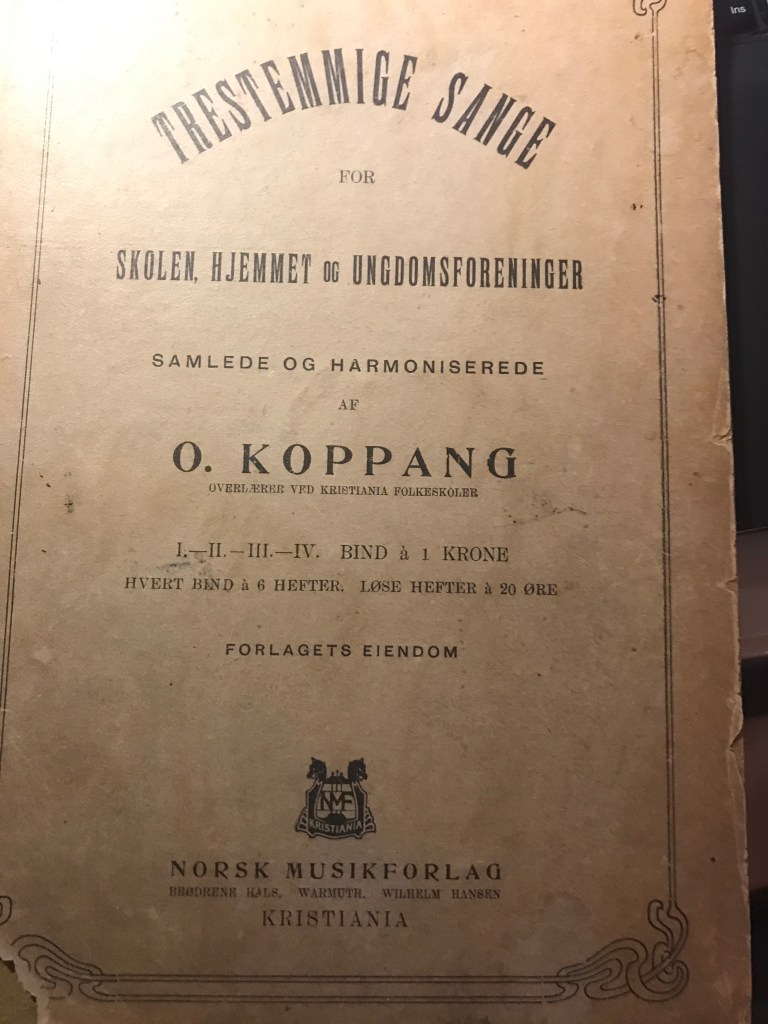 Ins
TRESTEMMIGE SANGE
FOR
SKOLEN, HJEMMET OG UNGDOMSFORENINGER
SAMLEDE OG HARMONISEREDE
AF
O. KOPPANG
OVERLÆRER VED KRISTIANIA FOLKESKOLER
I.—II.—III.—IV. BIND à 1 KRONE
HVERT BIND à 6 HEFTER. LØSE HEFTER à 20 ØRE
FORLAGETS EIENDOM
NMF
KRISTIANIA
NORSK MUSIKFORLAG
BRØDRENE HALS. WARMUTH. WILHELM HANSEN
KRISTIANIA